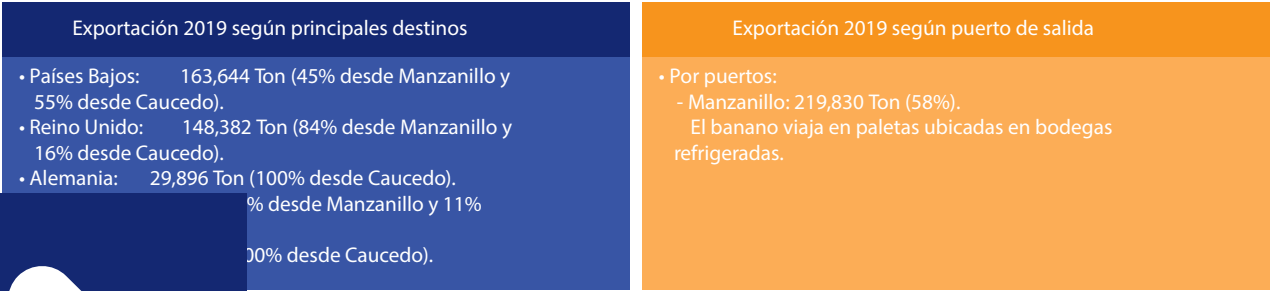 Exportación 2019 según principales destinos
• Países Bajos: 163,644 Ton (45% desde Manzanillo y
55% desde Caucedo).
• Reino Unido: 148,382 Ton (84% desde Manzanillo y
16% desde Caucedo).
• Alemania: 29,896 Ton (100% desde Caucedo).
% desde Manzanillo y 11%
00% desde Caucedo).
Exportación 2019 según puerto de salida
• Por puertos:
- Manzanillo: 219,830 Ton (58%).
El banano viaja en paletas ubicadas en bodegas
refrigeradas.